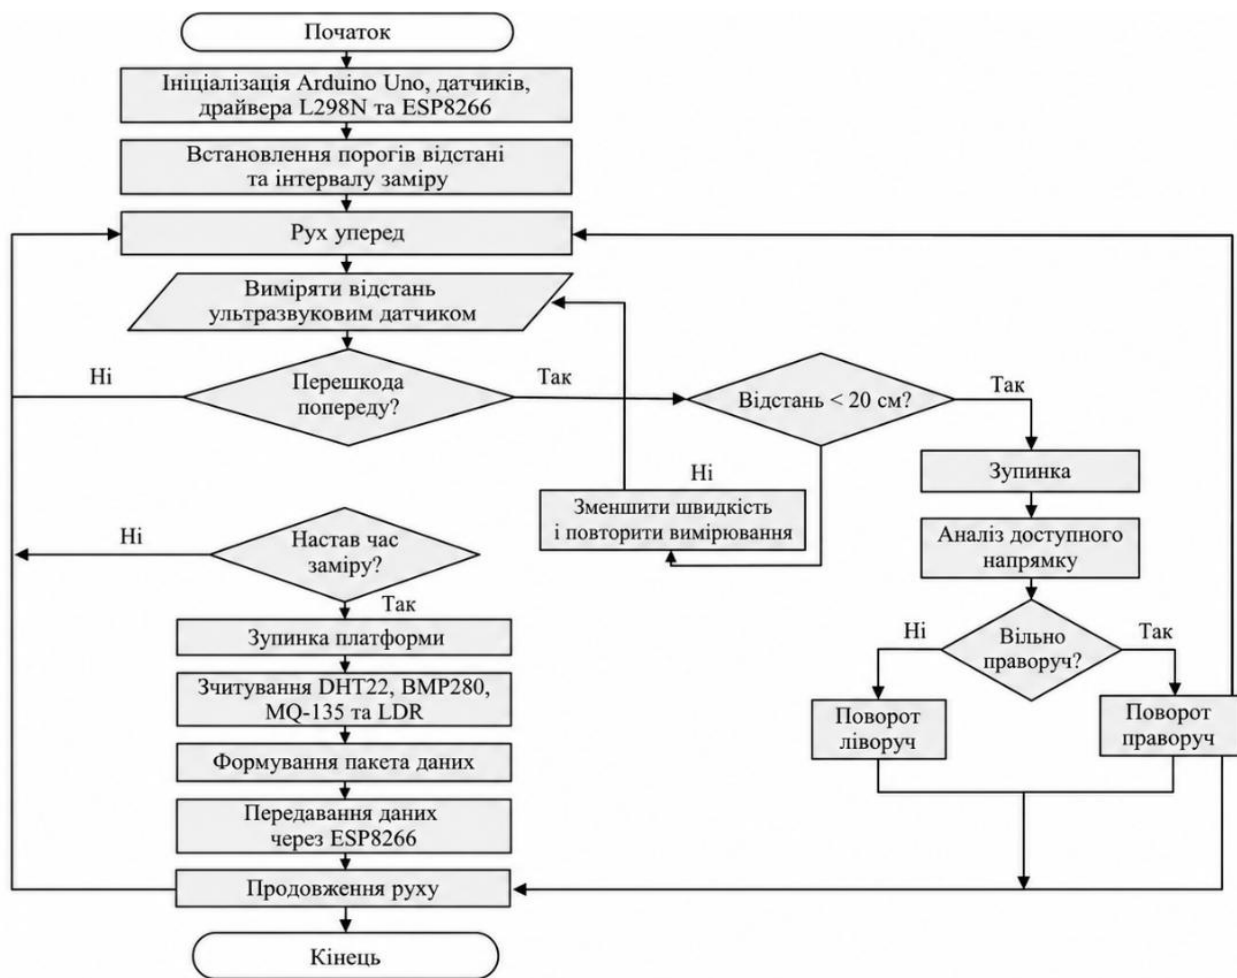 Початок
Ініціалізація Arduino Uno, датчиків,
драйвера L298N та ESP8266
Встановлення порогів відстані
та інтервалу заміру
Рух уперед
Виміряти відстань
ультразвуковим датчиком
Ні
Перешкода
попереду?
Так
Відстань < 20 см?
Так
Ні
Зменшити швидкість
і повторити вимірювання
Зупинка
Аналіз доступного
напрямку
Ні
Вільно
праворуч?
Так
Поворот
ліворуч
Поворот
праворуч
Ні
Настав час
заміру?
Так
Зупинка платформи
Зчитування DHT22, BMP280,
MQ-135 та LDR
Формування пакета даних
Передавання даних
через ESP8266
Продовження руху
Кінець